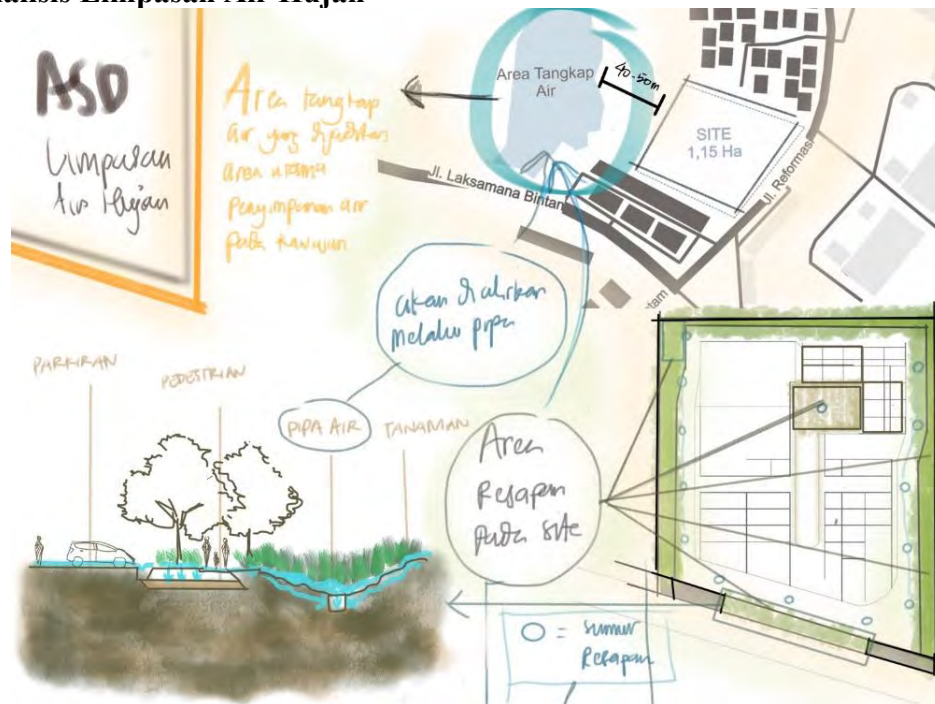 Limpasan Air Hujan
ASD
Limpasan
Air Hujan
Area tangkap
air yang dijadikan
area utama
Penyimpanan air
pada kawasan
Area Tangkap
Air
40-50m
SITE
1,15 Ha
Jl. Laksamana Bintan
Jl. Reformasi
akan dialirkan
Melalui pipa
PARKIRAN
PEDESTRIAN
PIPA AIR
TANAMAN
Area
Resapan
pada site
O = sumur
Resapan